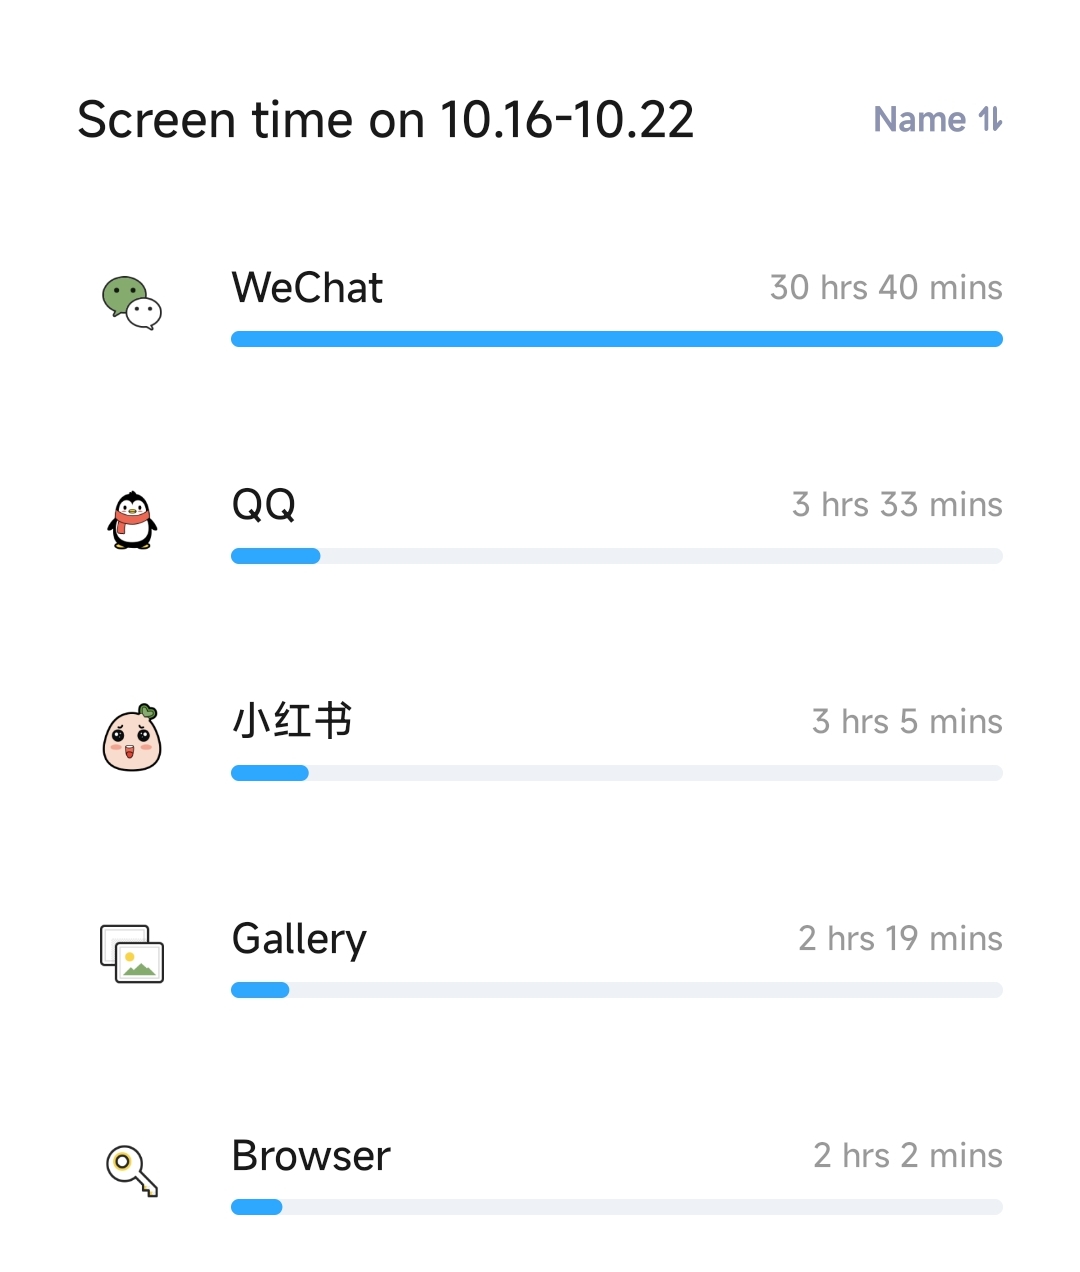 Screen time on 10.16-10.22
Name
WeChat
30 hrs 40 mins
QQ
3 hrs 33 mins
小红书
3 hrs 5 mins
Gallery
2 hrs 19 mins
Browser
2 hrs 2 mins